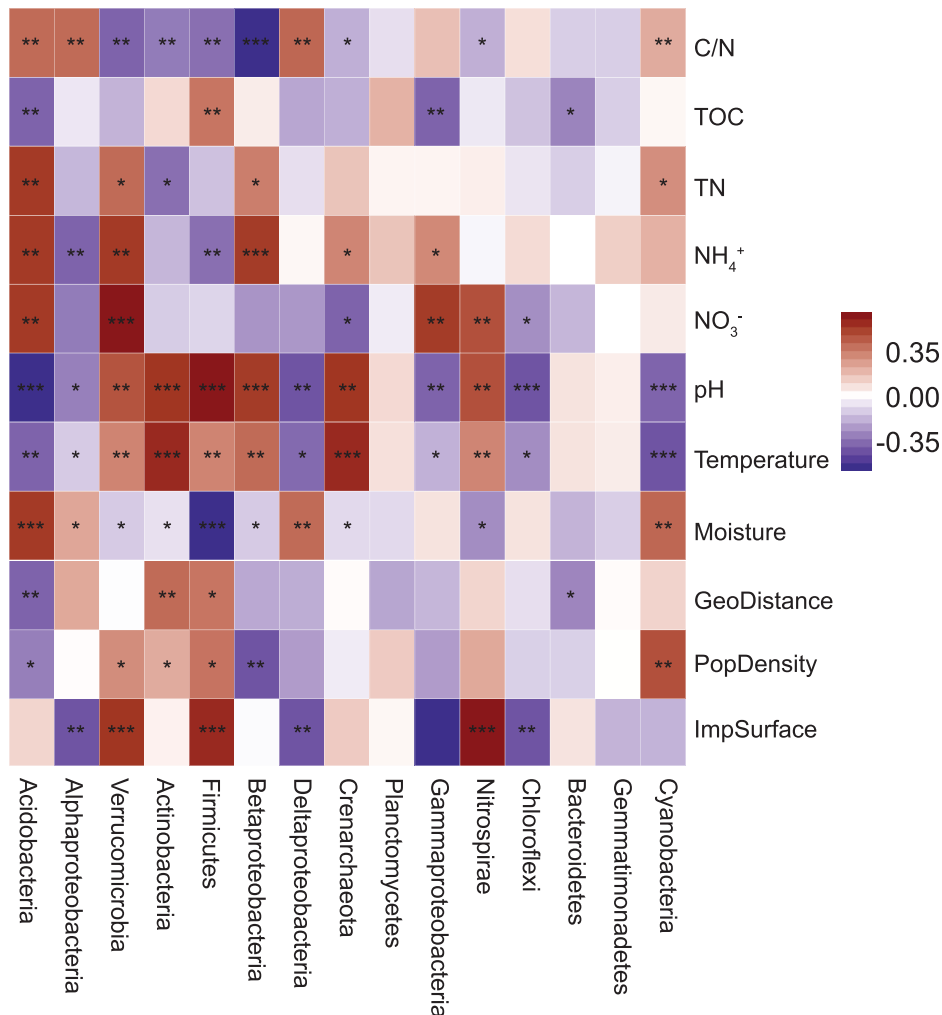 ** ** ** ** ** *** ** * * ** C/N
** ** ** * TOC
** * * * * TN
** ** ** ** *** * * NH₄⁺
** *** * ** ** * NO₃⁻
*** * ** *** *** *** ** ** ** ** *** *** pH
** * ** *** ** ** * *** * ** * *** Temperature
*** * * * *** * ** * * ** Moisture
** ** * * GeoDistance
* * * * ** ** PopDensity
** *** *** ** *** ** ImpSurface
0.35
0.00
-0.35
Acidobacteria
Alphaproteobacteria
Verrucomicrobia
Actinobacteria
Firmicutes
Betaproteobacteria
Deltaproteobacteria
Crenarchaeota
Planctomycetes
Gammaproteobacteria
Nitrospirae
Chloroflexi
Bacteroidetes
Gemmatimonadetes
Cyanobacteria